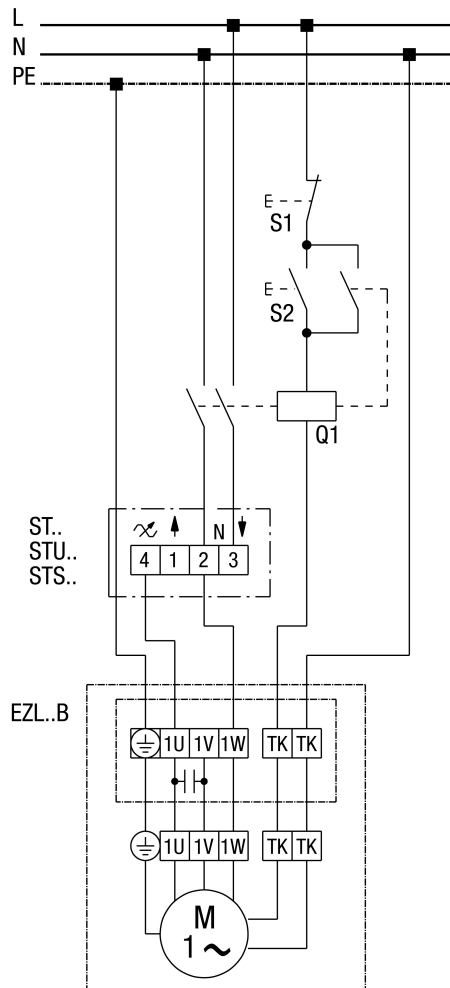 L
N
PE
E
S1
E
S2
Q1
ST..
STU..
STS..
N
4 1 2 3
EZL..B
1U 1V 1W TK TK
1U 1V 1W TK TK
M
1 ~